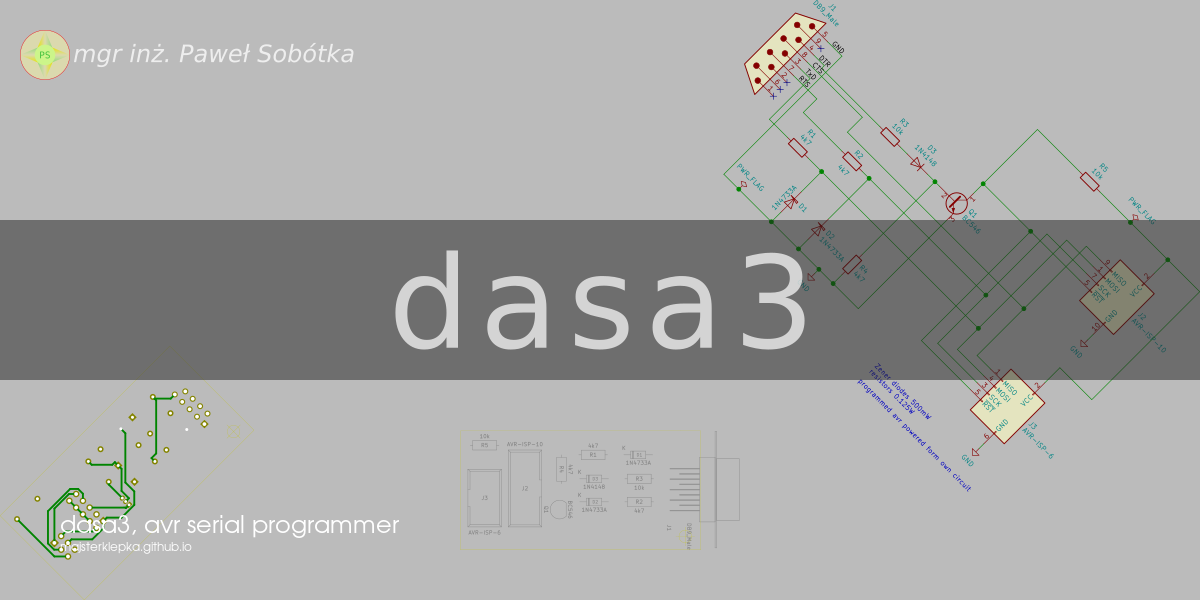 PS
mgr inż. Paweł Sobótka
J1
DB9_Male
GND
DTR
CTS
TxD
RTS
R3
10k
D3
1N4148
R1
4k7
R2
4k7
R5
10k
PWR_FLAG
PWR_FLAG
1N4733A
D1
D2
1N4733A
R4
4k7
Q1
BC546
dasa3
MISO
MOSI
SCK
RST
VCC
GND
J2
AVR-ISP-10
GND
MISO
MOSI
SCK
RST
VCC
GND
J3
AVR-ISP-6
GND
Zener diodes 500mW
resistors 0.125W
programmed avr powered form own circuit
10k
R5
AVR-ISP-10
J3
J2
AVR-ISP-6
4k7
R1
K
D1
1N4733A
R4
4k7
K
D3
1N4148
R3
10k
K
D2
1N4733A
R2
4k7
Q1
BC546
J1
DB9_Male
dasa3, avr serial programmer
masterklepka.github.io